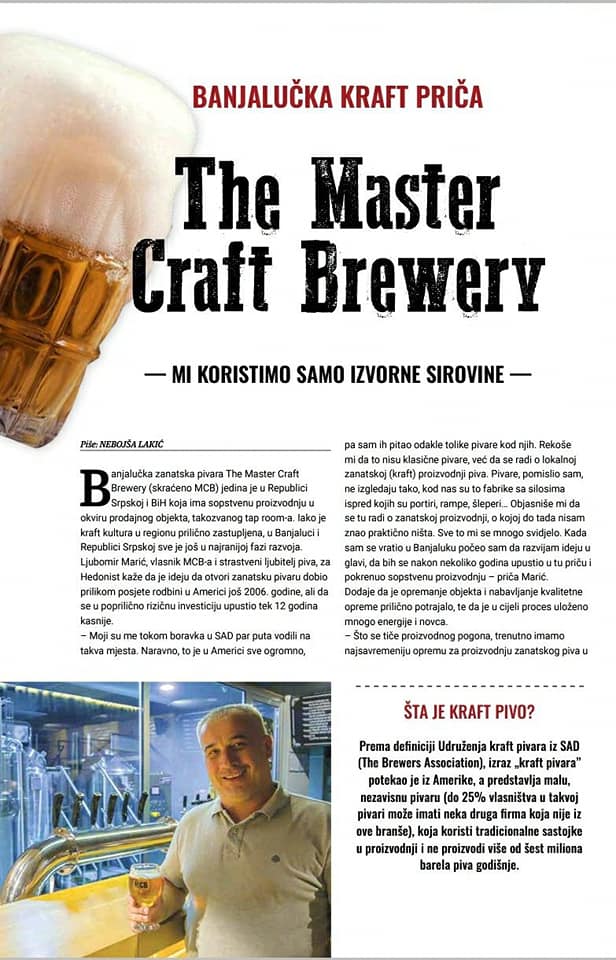 BANJALUČKA KRAFT PRIČA
The Master
Craft Brewery
— MI KORISTIMO SAMO IZVORNE SIROVINE —
Piše: NEBOJŠA LAKIĆ
Banjalučka zanatska pivara The Master Craft
Brewery (skraćeno MCB) jedina je u Republici
Srpskoj i BiH koja ima sopstvenu proizvodnju u
okviru prodajnog objekta, takozvanog tap room-a. Iako je
kraft kultura u regionu prilično zastupljena, u Banjaluci i
Republici Srpskoj sve je još u najranijoj fazi razvoja.
Ljubomir Marić, vlasnik MCB-a i strastveni ljubitelj piva, za
Hedonist kaže da je ideju da otvori zanatsku pivaru dobio
prilikom posjete rodbini u Americi još 2006. godine, ali da
se u poprilično rizičnu investiciju upustio tek 12 godina
kasnije.
– Moji su me tokom boravka u SAD par puta vodili na
takva mjesta. Naravno, to je u Americi sve ogromno,
pa sam ih pitao odakle tolike pivare kod njih. Rekoše
mi da to nisu klasične pivare, već da se radi o lokalnoj
zanatskoj (kraft) proizvodnji piva. Pivare, pomislio sam,
ne izgledaju tako, kod nas su to fabrike sa silosima
ispred kojih su portiri, rampe, šleperi... Objasniše mi da
se tu radi o zanatskoj proizvodnji, o kojoj do tada nisam
znao praktično ništa. Sve to mi se mnogo svidjelo. Kada
sam se vratio u Banjaluku počeo sam da razvijam ideju u
glavi, da bih se nakon nekoliko godina upustio u tu priču i
pokrenuo sopstvenu proizvodnju – priča Marić.
Dodaje da je opremanje objekta i nabavljanje kvalitetne
opreme prilično potrajalo, te da je u cijeli proces uloženo
mnogo energije i novca.
– Što se tiče proizvodnog pogona, trenutno imamo
najsavremeniju opremu za proizvodnju zanatskog piva u
ŠTA JE KRAFT PIVO?
Prema definiciji Udruženja kraft pivara iz SAD
(The Brewers Association), izraz „kraft pivara”
potekao je iz Amerike, a predstavlja malu,
nezavisnu pivaru (do 25% vlasništva u takvoj
pivari može imati neka druga firma koja nije iz
ove branše), koja koristi tradicionalne sastojke
u proizvodnji i ne proizvodi više od šest miliona
barela piva godišnje.
MCB